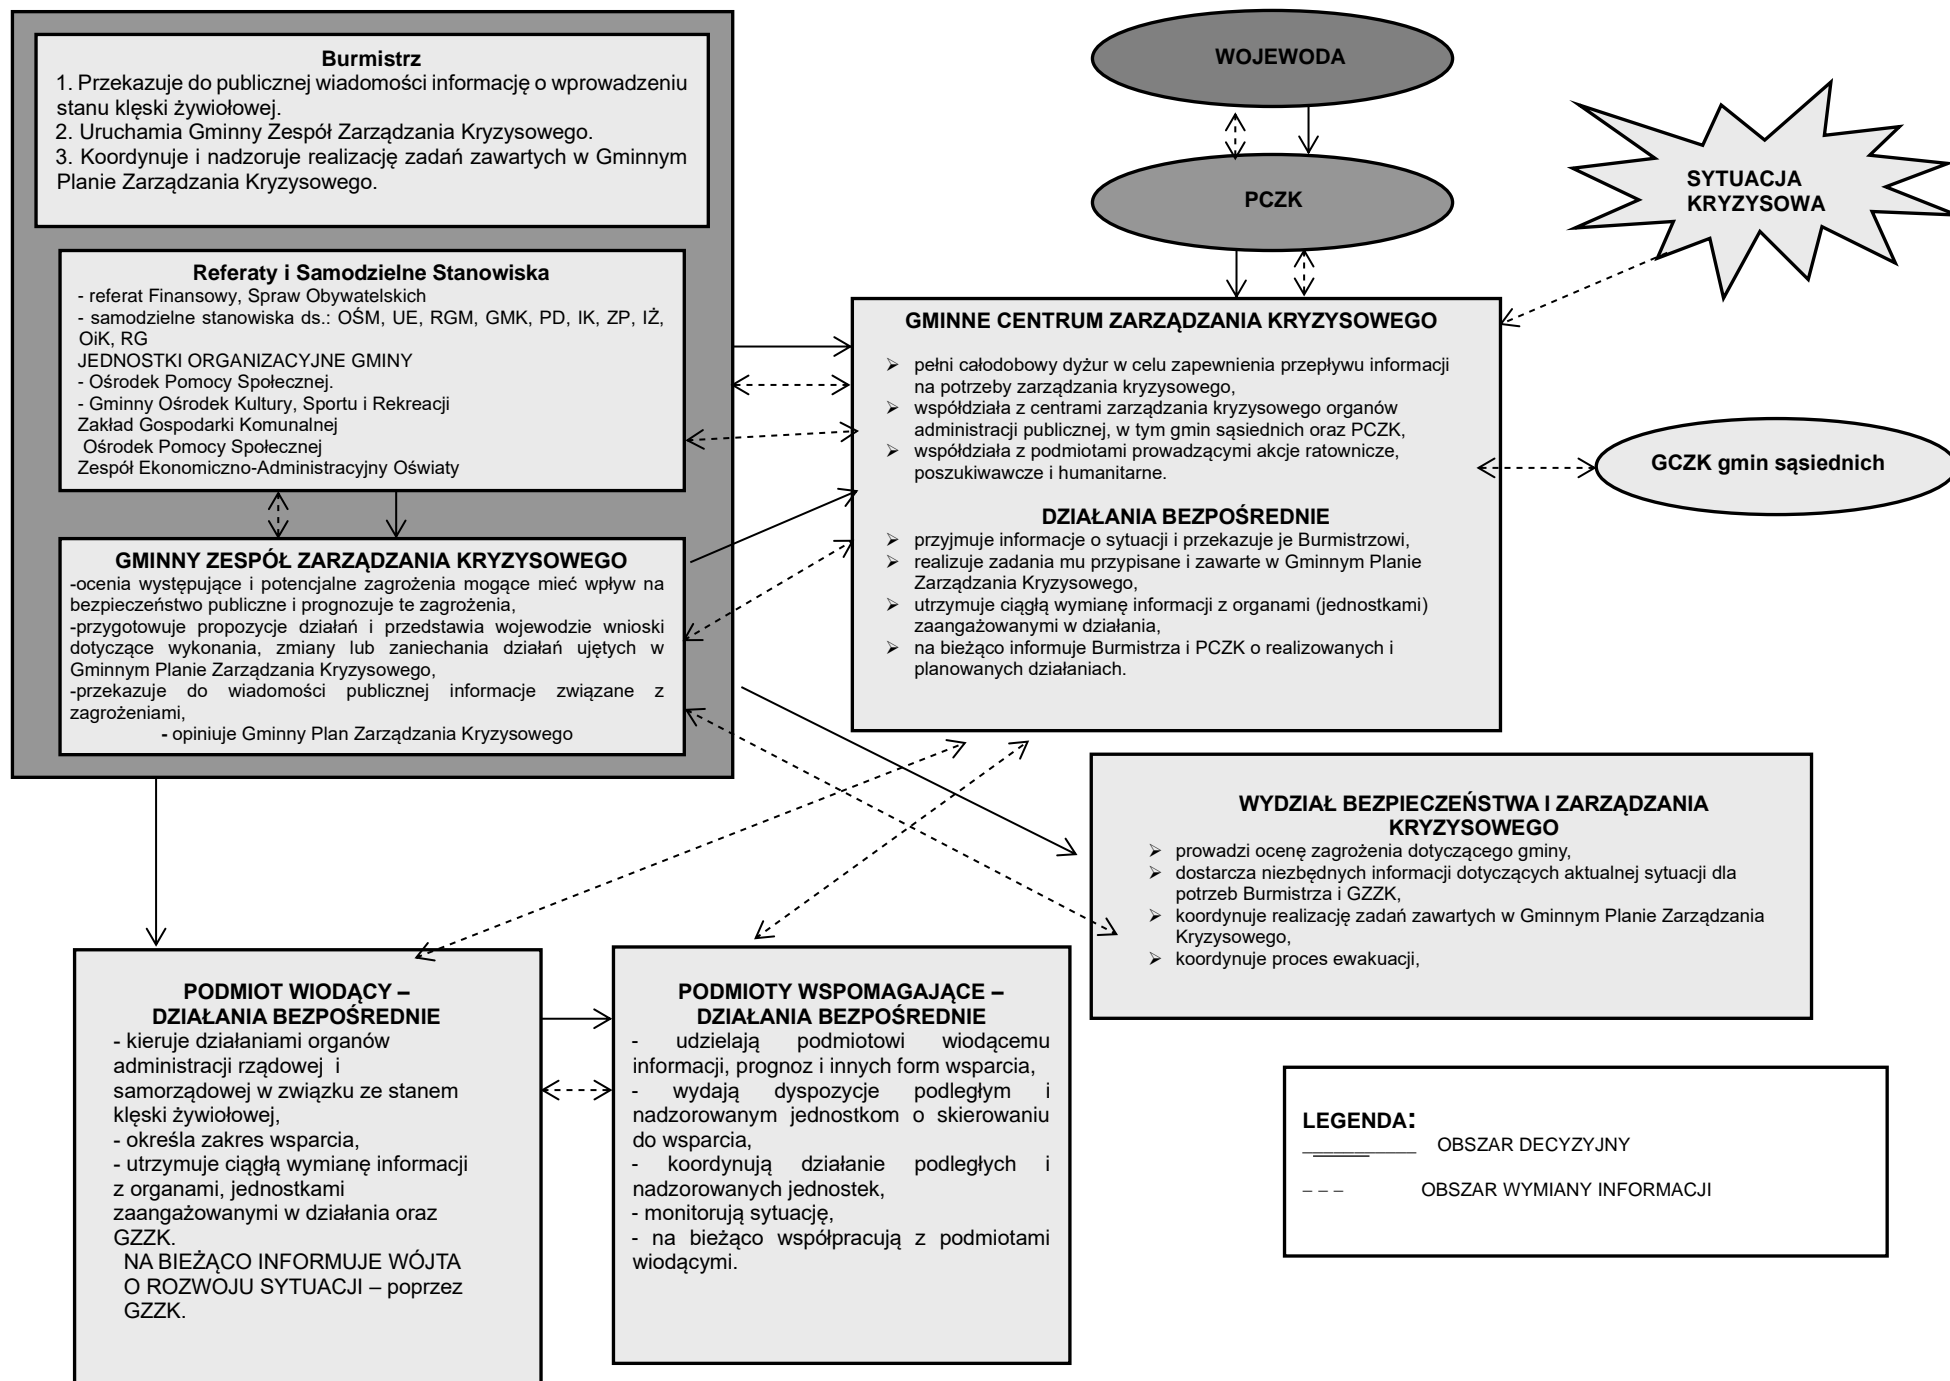 Burmistrz
1. Przekazuje do publicznej wiadomości informację o wprowadzeniu
stanu klęski żywiołowej.
2. Uruchamia Gminny Zespół Zarządzania Kryzysowego.
3. Koordynuje i nadzoruje realizację zadań zawartych w Gminnym
Planie Zarządzania Kryzysowego.
Referaty i Samodzielne Stanowiska
- referat Finansowy, Spraw Obywatelskich
- samodzielne stanowiska ds.: OŚM, UE, RGM, GMK, PD, IK, ZP, IŻ,
OiK, RG
JEDNOSTKI ORGANIZACYJNE GMINY
- Ośrodek Pomocy Społecznej.
- Gminny Ośrodek Kultury, Sportu i Rekreacji
Zakład Gospodarki Komunalnej
Ośrodek Pomocy Społecznej
Zespół Ekonomiczno-Administracyjny Oświaty
GMINNY ZESPÓŁ ZARZĄDZANIA KRYZYSOWEGO
-ocenia występujące i potencjalne zagrożenia mogące mieć wpływ na
bezpieczeństwo publiczne i prognozuje te zagrożenia,
-przygotowuje propozycje działań i przedstawia wojewodzie wnioski
dotyczące wykonania, zmiany lub zaniechania działań ujętych w
Gminnym Planie Zarządzania Kryzysowego,
-przekazuje do wiadomości publicznej informacje związane z
zagrożeniami,
- opiniuje Gminny Plan Zarządzania Kryzysowego
WOJEWODA
PCZK
SYTUACJA
KRYZYSOWA
GMINNE CENTRUM ZARZĄDZANIA KRYZYSOWEGO
➢ pełni całodobowy dyżur w celu zapewnienia przepływu informacji
na potrzeby zarządzania kryzysowego,
➢ współdziała z centrami zarządzania kryzysowego organów
administracji publicznej, w tym gmin sąsiednich oraz PCZK,
➢ współdziała z podmiotami prowadzącymi akcje ratownicze,
poszukiwawcze i humanitarne.
DZIAŁANIA BEZPOŚREDNIE
➢ przyjmuje informacje o sytuacji i przekazuje je Burmistrzowi,
➢ realizuje zadania mu przypisane i zawarte w Gminnym Planie
Zarządzania Kryzysowego,
➢ utrzymuje ciągłą wymianę informacji z organami (jednostkami)
zaangażowanymi w działania,
➢ na bieżąco informuje Burmistrza i PCZK o realizowanych i
planowanych działaniach.
GCZK gmin sąsiednich
WYDZIAŁ BEZPIECZEŃSTWA I ZARZĄDZANIA
KRYZYSOWEGO
➢ prowadzi ocenę zagrożenia dotyczącego gminy,
➢ dostarcza niezbędnych informacji dotyczących aktualnej sytuacji dla
potrzeb Burmistrza i GZZK,
➢ koordynuje realizację zadań zawartych w Gminnym Planie Zarządzania
Kryzysowego,
➢ koordynuje proces ewakuacji,
PODMIOT WIODĄCY –
DZIAŁANIA BEZPOŚREDNIE
- kieruje działaniami organów
administracji rządowej i
samorządowej w związku ze stanem
klęski żywiołowej,
- określa zakres wsparcia,
- utrzymuje ciągłą wymianę informacji
z organami, jednostkami
zaangażowanymi w działania oraz
GZZK.
NA BIEŻĄCO INFORMUJE WÓJTA
O ROZWOJU SYTUACJI – poprzez
GZZK.
PODMIOTY WSPOMAGAJĄCE –
DZIAŁANIA BEZPOŚREDNIE
- udzielają podmiotowi wiodącemu
informacji, prognoz i innych form wsparcia,
- wydają dyspozycje podległym i
nadzorowanym jednostkom o skierowaniu
do wsparcia,
- koordynują działanie podległych i
nadzorowanych jednostek,
- monitorują sytuację,
- na bieżąco współpracują z podmiotami
wiodącymi.
LEGENDA:
___________ OBSZAR DECYZYJNY
– – – OBSZAR WYMIANY INFORMACJI